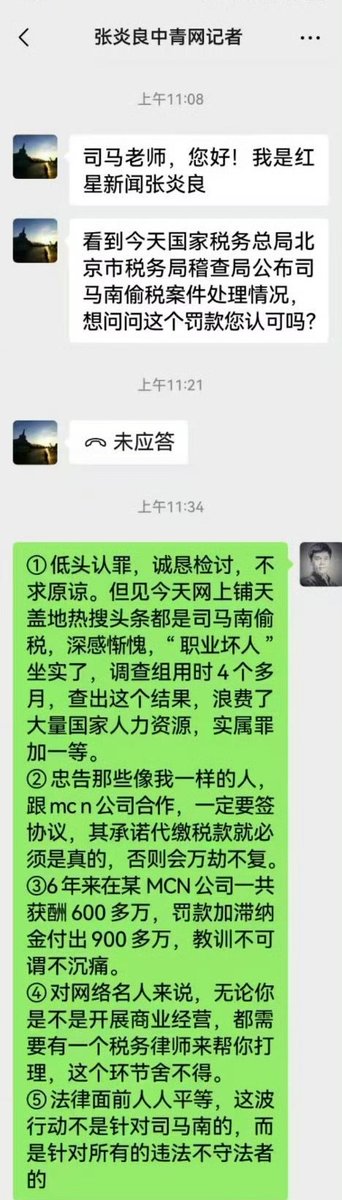 张炎良中青网记者
上午11:08
司马老师，您好！我是红
星新闻张炎良
看到今天国家税务总局北
京市税务局稽查局公布司
马南偷税案件处理情况，
想问问这个罚款您认可吗？
上午11:21
未应答
上午11:34
①低头认罪，诚恳检讨，不
求原谅。但见今天网上铺天
盖地热搜头条都是司马南偷
税，深感惭愧，“职业坏人”
坐实了，调查组用时4个多
月，查出这个结果，浪费了
大量国家人力资源，实属罪
加一等。
②忠告那些像我一样的人，
跟mcn公司合作，一定要签
协议，其承诺代缴税款就必
须是真的，否则会万劫不复。
③6年来在某MCN公司一共
获酬600多万，罚款加滞纳
金付出900多万，教训不可
谓不沉痛。
④对网络名人来说，无论你
是不是开展商业经营，都需
要有一个税务律师来帮你打
理，这个环节舍不得。
⑤法律面前人人平等，这波
行动不是针对司马南的，而
是针对所有的违法不守法者
的